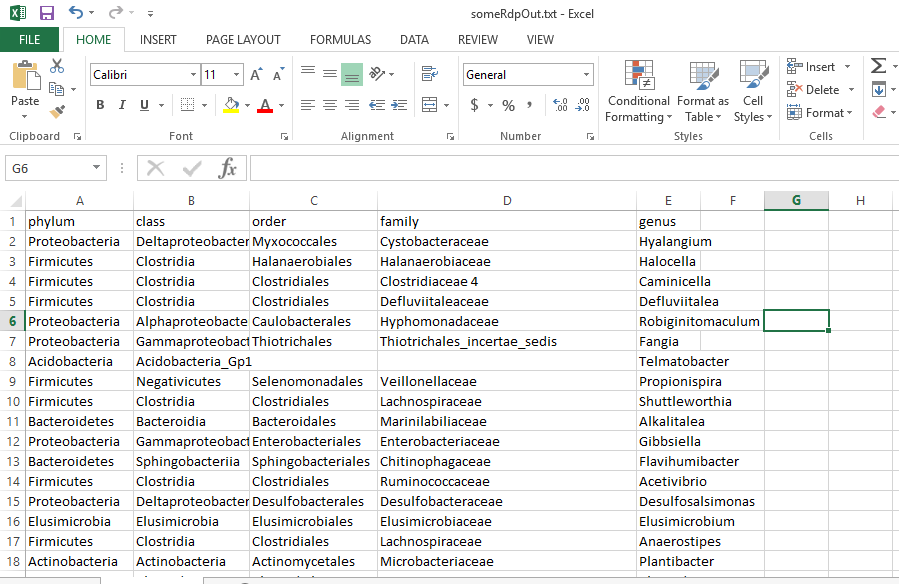 someRdpOut.txt - Excel
FILE HOME INSERT PAGE LAYOUT FORMULAS DATA REVIEW VIEW
Calibri 11 General Insert
Paste B I U A $ % , Conditional Formatting Format as Table Cell Styles Delete
Format
Clipboard Font Alignment Number Styles Cells
G6 fx
A B C D E F G H
1 phylum class order family genus
2 Proteobacteria Deltaproteobacter Myxococcales Cystobacteraceae Hyalangium
3 Firmicutes Clostridia Halanaerobiales Halanaerobiaceae Halocella
4 Firmicutes Clostridia Clostridiales Clostridiaceae 4 Caminicella
5 Firmicutes Clostridia Clostridiales Defluviitaleaceae Defluviitalea
6 Proteobacteria Alphaproteobacte Caulobacterales Hyphomonadaceae Robiginitomaculum
7 Proteobacteria Gammaproteobact Thiotrichales Thiotrichales_incertae_sedis Fangia
8 Acidobacteria Acidobacteria_Gp1 Telmatobacter
9 Firmicutes Negativicutes Selenomonadales Veillonellaceae Propionispira
10 Firmicutes Clostridia Clostridiales Lachnospiraceae Shuttleworthia
11 Bacteroidetes Bacteroidia Bacteroidales Marinilabiliaceae Alkalitalea
12 Proteobacteria Gammaproteobact Enterobacteriales Enterobacteriaceae Gibbsiella
13 Bacteroidetes Sphingobacteriia Sphingobacteriales Chitinophagaceae Flavihumibacter
14 Firmicutes Clostridia Clostridiales Ruminococcaceae Acetivibrio
15 Proteobacteria Deltaproteobacter Desulfobacterales Desulfobacteraceae Desulfosalsimonas
16 Elusimicrobia Elusimicrobia Elusimicrobiales Elusimicrobiaceae Elusimicrobium
17 Firmicutes Clostridia Clostridiales Lachnospiraceae Anaerostipes
18 Actinobacteria Actinobacteria Actinomycetales Microbacteriaceae Plantibacter